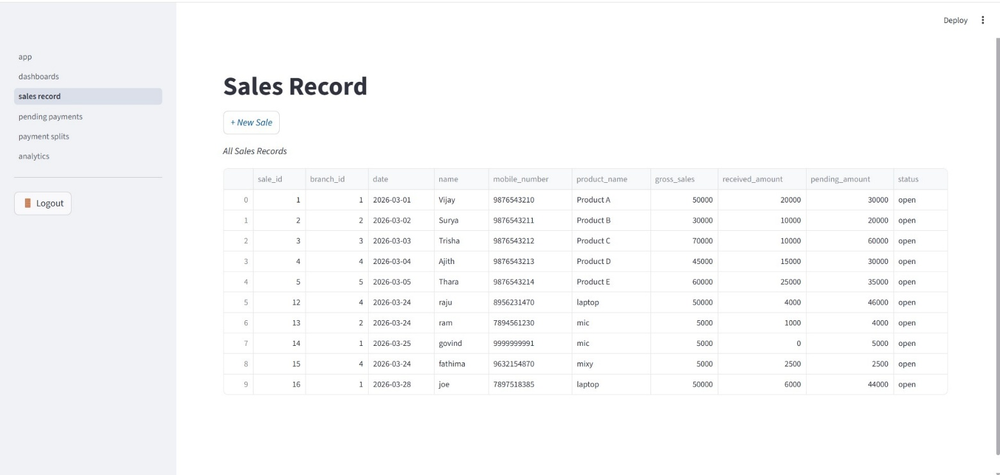 Deploy
app
dashboards
sales record
pending payments
payment splits
analytics
Logout
Sales Record
+ New Sale
All Sales Records
sale_id branch_id date name mobile_number product_name gross_sales received_amount pending_amount status
0 1 1 2026-03-01 Vijay 9876543210 Product A 50000 20000 30000 open
1 2 2 2026-03-02 Surya 9876543211 Product B 30000 10000 20000 open
2 3 3 2026-03-03 Trisha 9876543212 Product C 70000 10000 60000 open
3 4 4 2026-03-04 Ajith 9876543213 Product D 45000 15000 30000 open
4 5 5 2026-03-05 Thara 9876543214 Product E 60000 25000 35000 open
5 12 4 2026-03-24 raju 8956231470 laptop 50000 4000 46000 open
6 13 2 2026-03-24 ram 7894561230 mic 5000 1000 4000 open
7 14 1 2026-03-25 govind 9999999991 mic 5000 0 5000 open
8 15 4 2026-03-24 fathima 9632154870 mixy 5000 2500 2500 open
9 16 1 2026-03-28 joe 7897518385 laptop 50000 6000 44000 open